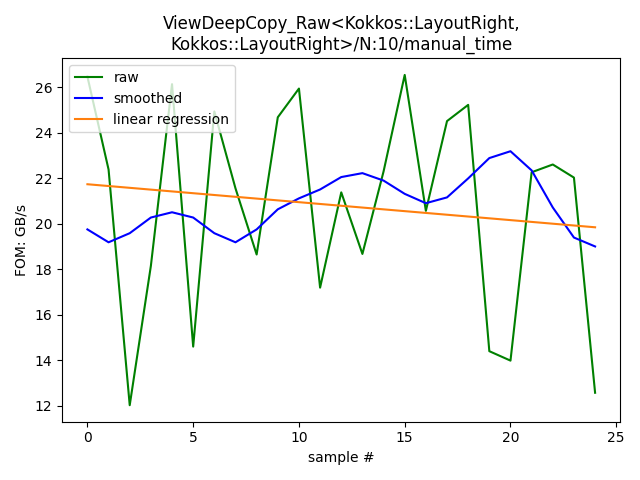 ViewDeepCopy_Raw<Kokkos::LayoutRight,
Kokkos::LayoutRight>/N:10/manual_time
raw
smoothed
linear regression
FOM: GB/s
26
24
22
20
18
16
14
12
0 5 10 15 20 25
sample #